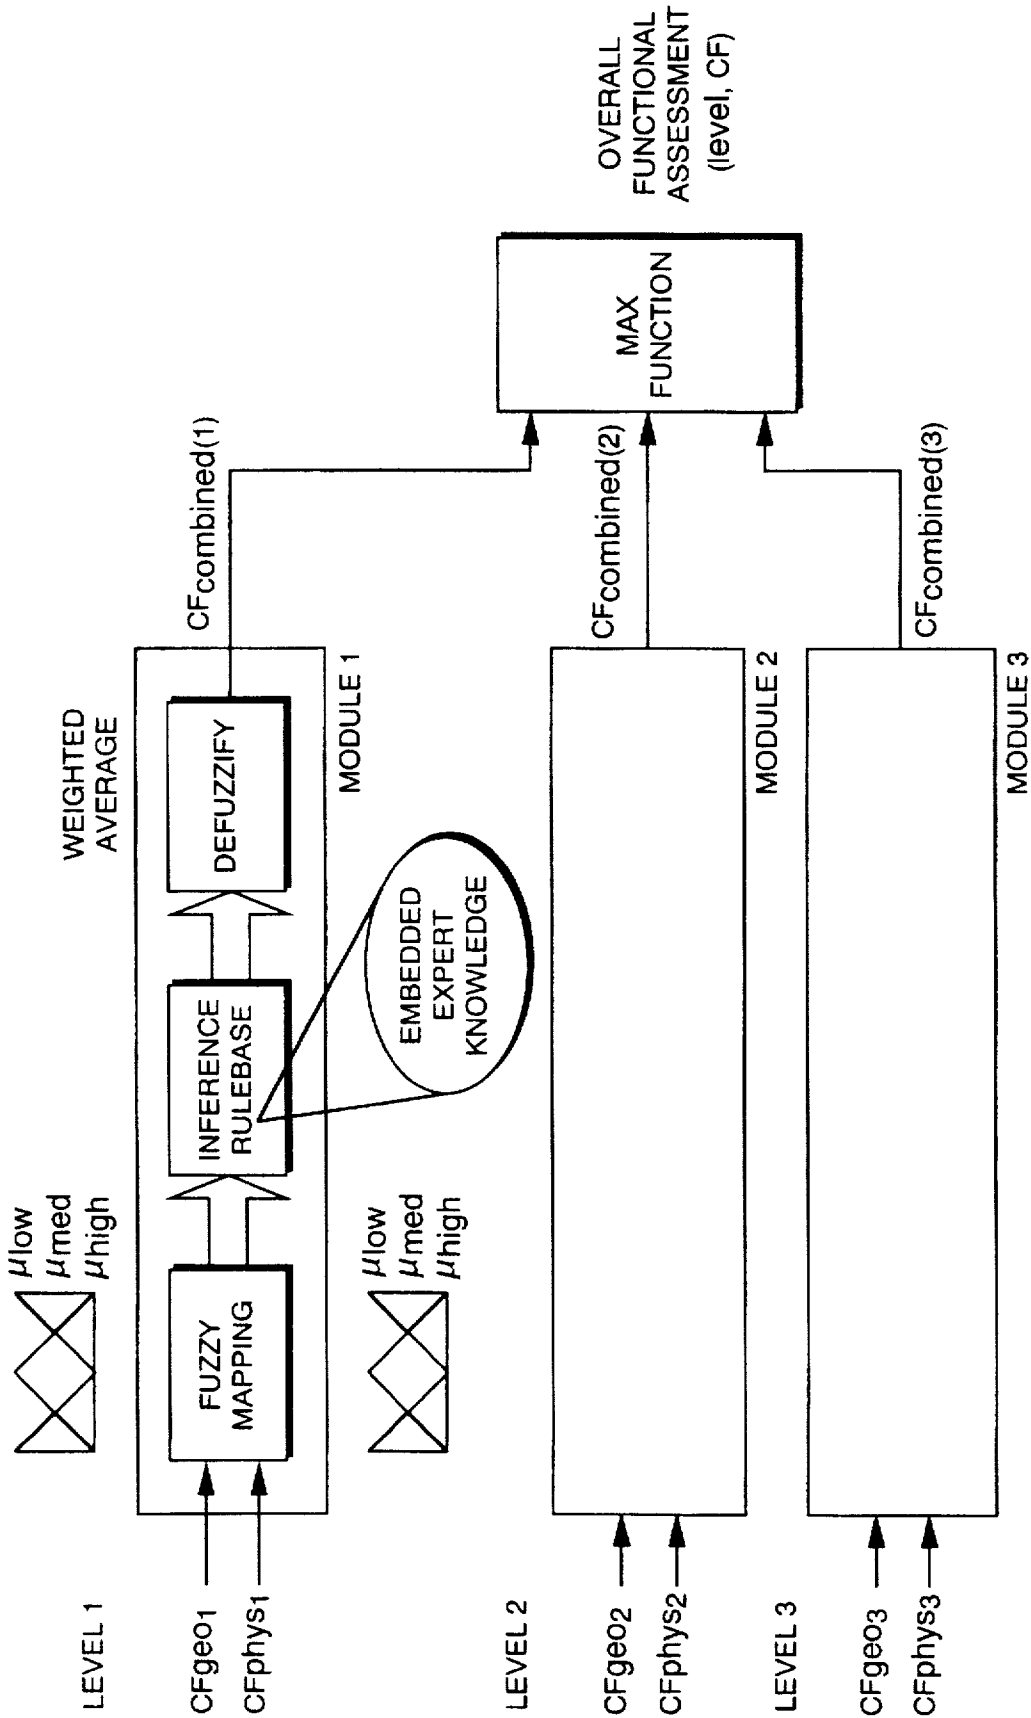 LEVEL 1
CFgeo1
CFphys1
μlow
μmed
μhigh
FUZZY
MAPPING
μlow
μmed
μhigh
INFERENCE
RULEBASE
EMBEDDED
EXPERT
KNOWLEDGE
WEIGHTED
AVERAGE
DEFUZZIFY
MODULE 1
CFcombined(1)
LEVEL 2
CFgeo2
CFphys2
MODULE 2
CFcombined(2)
LEVEL 3
CFgeo3
CFphys3
MODULE 3
CFcombined(3)
MAX
FUNCTION
OVERALL
FUNCTIONAL
ASSESSMENT
(level, CF)